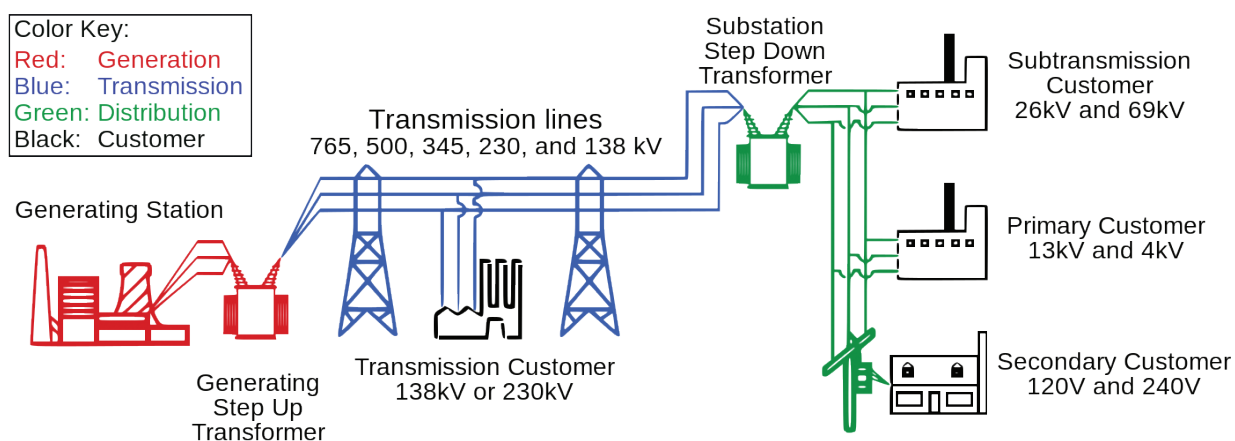 Color Key:
Red: Generation
Blue: Transmission
Green: Distribution
Black: Customer
Generating Station
Generating
Step Up
Transformer
Transmission lines
765, 500, 345, 230, and 138 kV
Transmission Customer
138kV or 230kV
Substation
Step Down
Transformer
Subtransmission
Customer
26kV and 69kV
Primary Customer
13kV and 4kV
Secondary Customer
120V and 240V